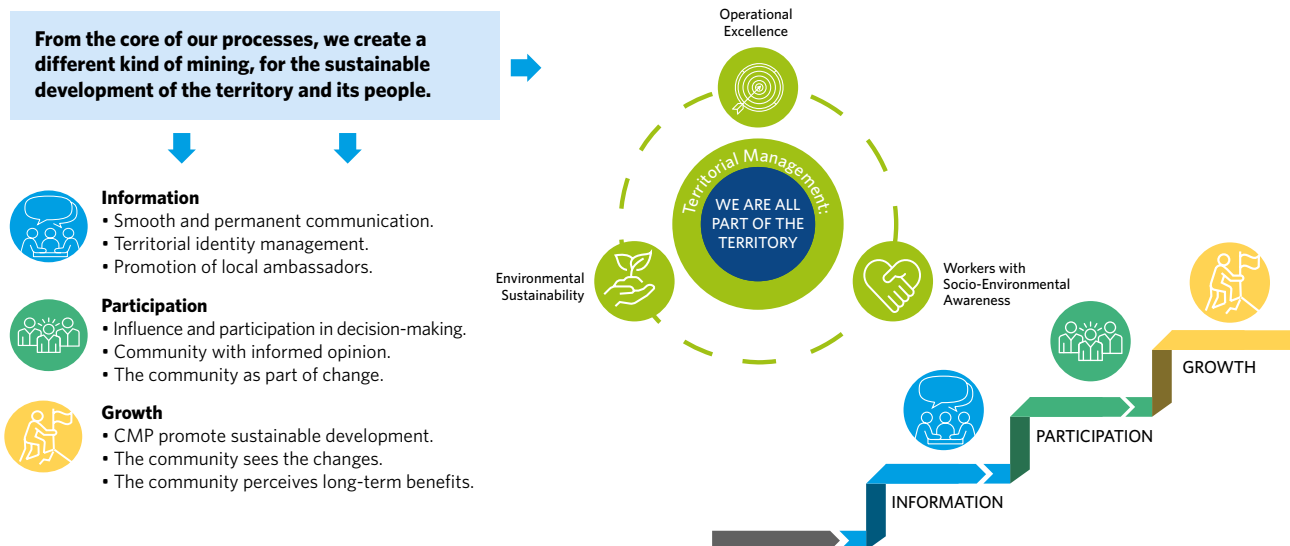 From the core of our processes, we create a
different kind of mining, for the sustainable
development of the territory and its people.
Information
• Smooth and permanent communication.
• Territorial identity management.
• Promotion of local ambassadors.
Participation
• Influence and participation in decision-making.
• Community with informed opinion.
• The community as part of change.
Growth
• CMP promote sustainable development.
• The community sees the changes.
• The community perceives long-term benefits.
Operational
Excellence
Territorial Management:
WE ARE ALL
PART OF THE
TERRITORY
Environmental
Sustainability
Workers with
Socio-Environmental
Awareness
GROWTH
PARTICIPATION
INFORMATION